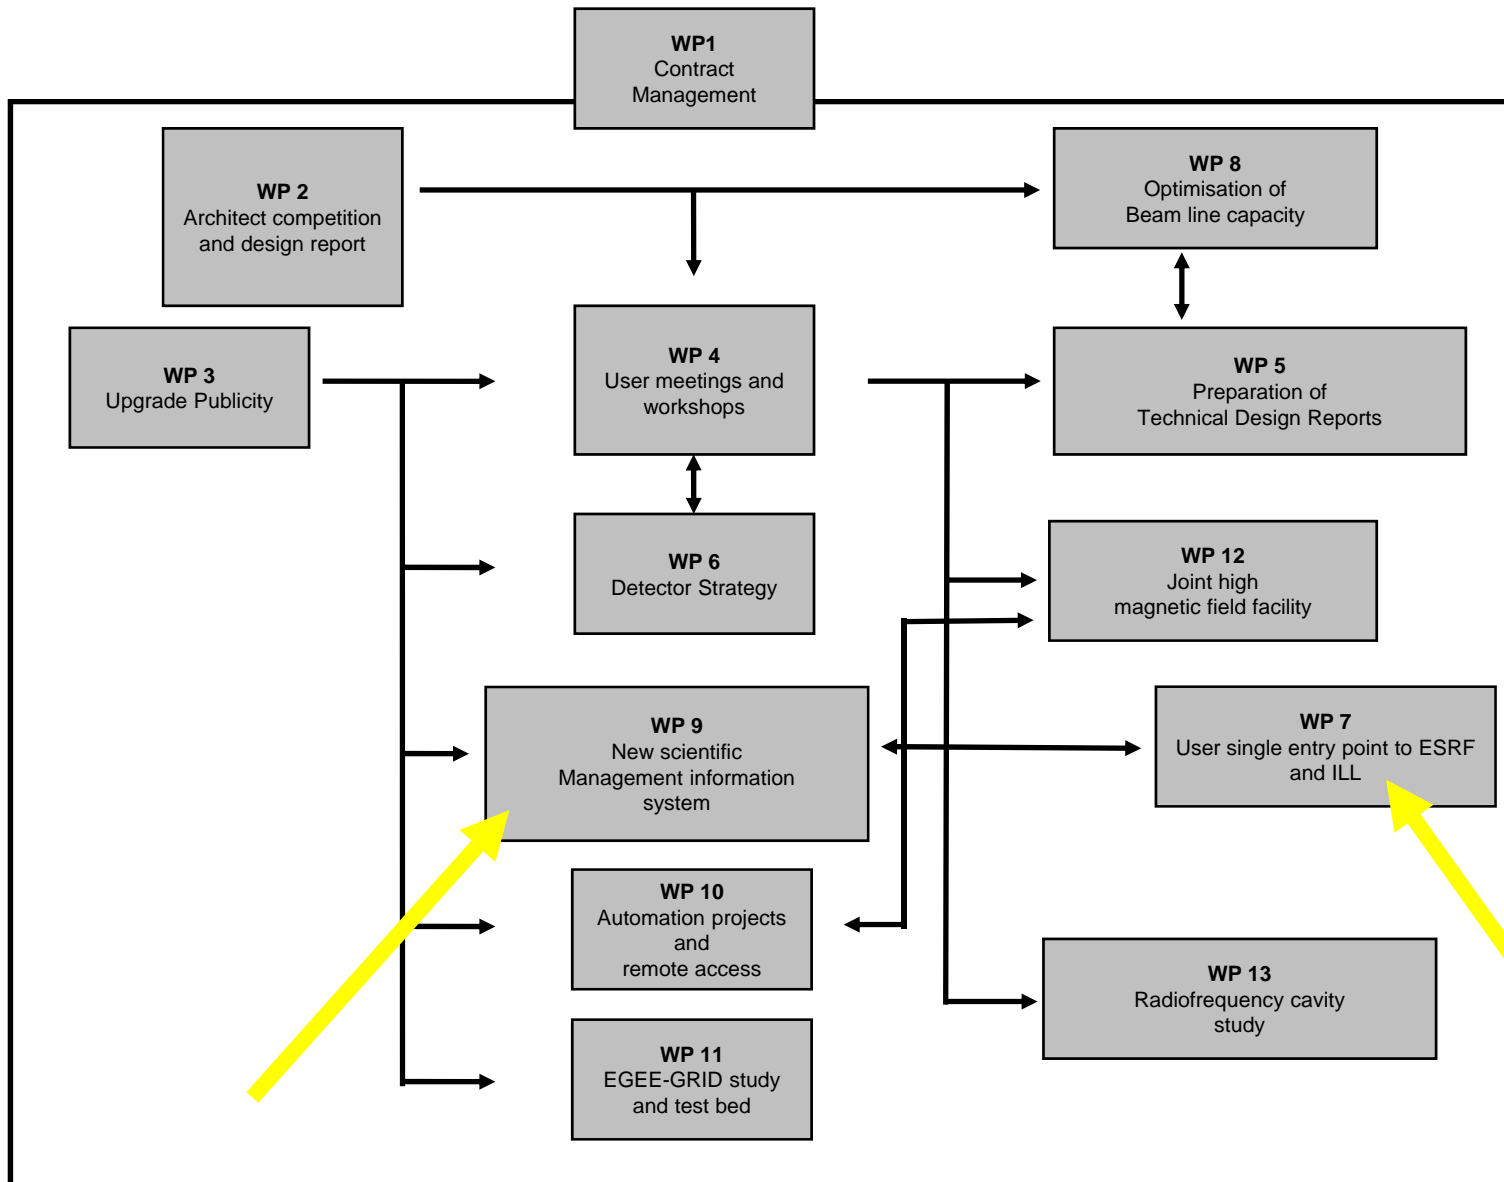 WP1
Contract
Management
WP 2
Architect competition
and design report
WP 8
Optimisation of
Beam line capacity
WP 3
Upgrade Publicity
WP 4
User meetings and
workshops
WP 5
Preparation of
Technical Design Reports
WP 6
Detector Strategy
WP 12
Joint high
magnetic field facility
WP 9
New scientific
Management information
system
WP 7
User single entry point to ESRF
and ILL
WP 10
Automation projects
and
remote access
WP 13
Radiofrequency cavity
study
WP 11
EGEE-GRID study
and test bed